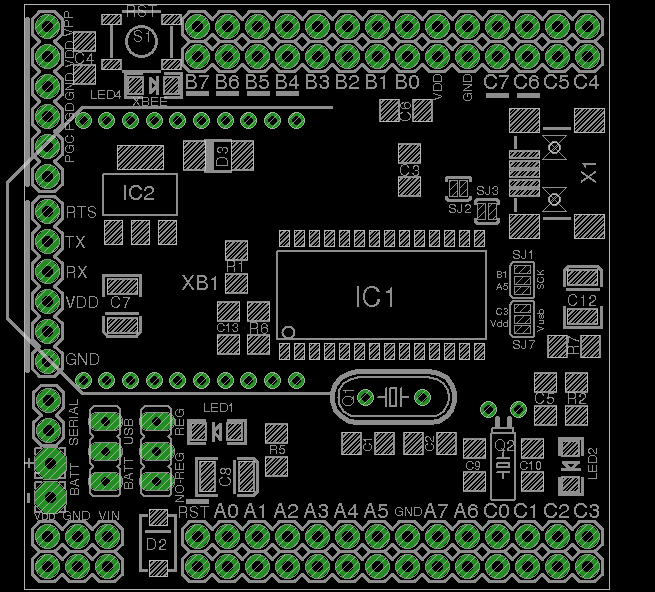 RST
VPP
VDD
GND
PGD
PGC
C4
S1
LED4
XBEE
B7 B6 B5 B4 B3 B2 B1 B0 VDD GND C7 C6 C5 C4
C6
D3
C3
X1
IC2
SJ2
SJ3
RTS
TX
RX
VDD
GND
R1
XB1
C7
C13
R6
IC1
SJ1
B1
A5
SCK
C3
Vdd
Vusb
SJ7
C12
R7
Q1
C5
R2
SERIAL
BATT
+
-
USB
BATT
REG
NO-REG
LED1
R5
C8
C1
C2
Q2
C9
C10
LED2
VDD GND VIN
D2
RST A0 A1 A2 A3 A4 A5 GND A7 A6 C0 C1 C2 C3